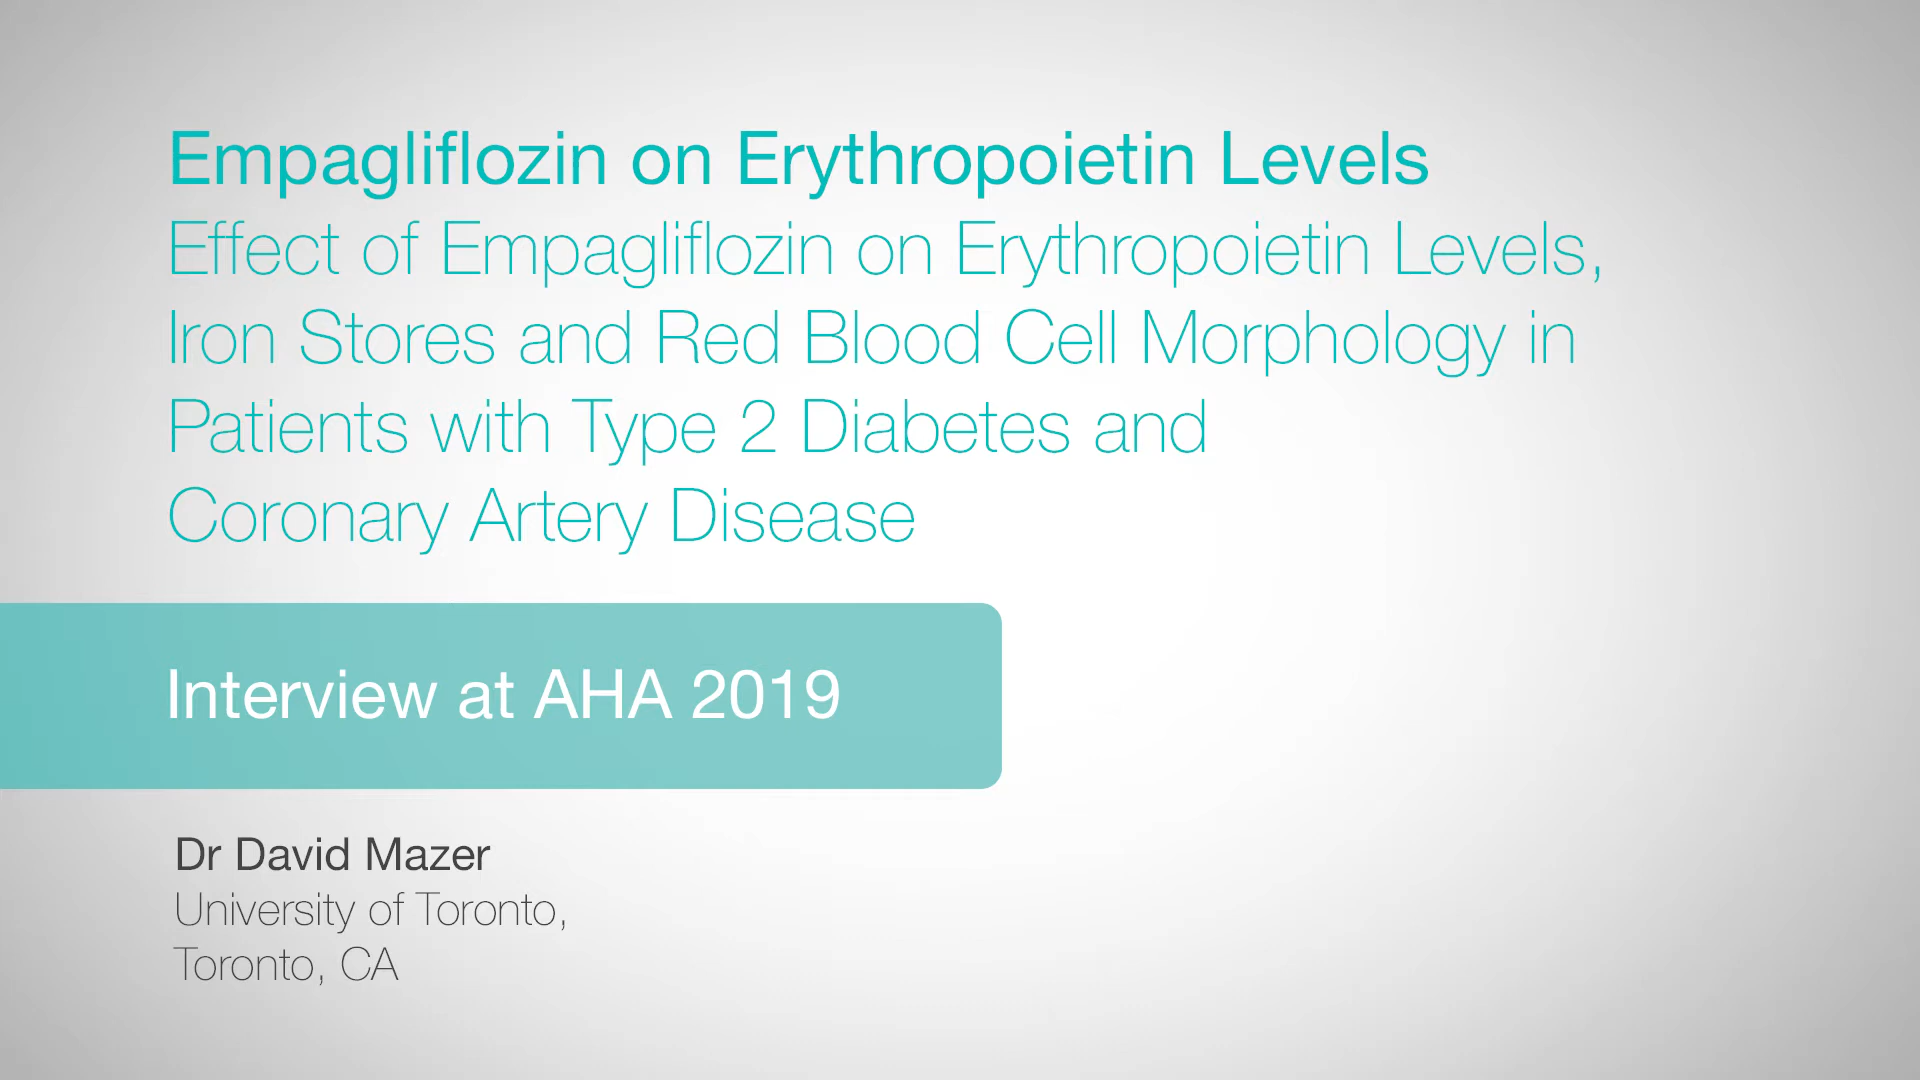 Empagliflozin on Erythropoietin Levels
Effect of Empagliflozin on Erythropoietin Levels,
Iron Stores and Red Blood Cell Morphology in
Patients with Type 2 Diabetes and
Coronary Artery Disease
Interview at AHA 2019
Dr David Mazer
University of Toronto,
Toronto, CA